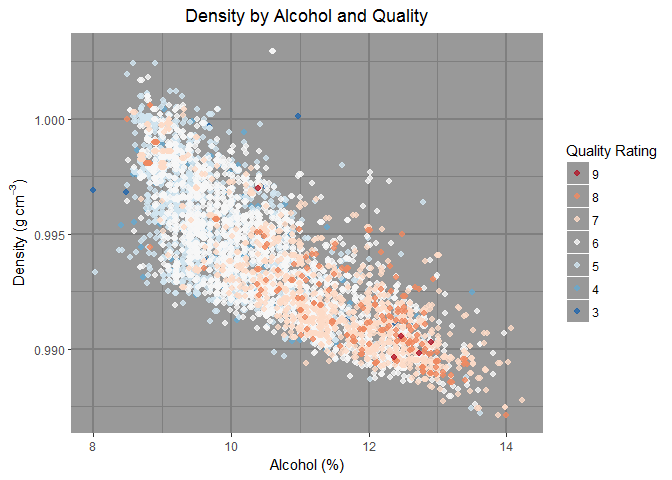 Density by Alcohol and Quality
Density (g cm⁻³)
1.000
0.995
0.990
8 10 12 14
Alcohol (%)
Quality Rating
9
8
7
6
5
4
3